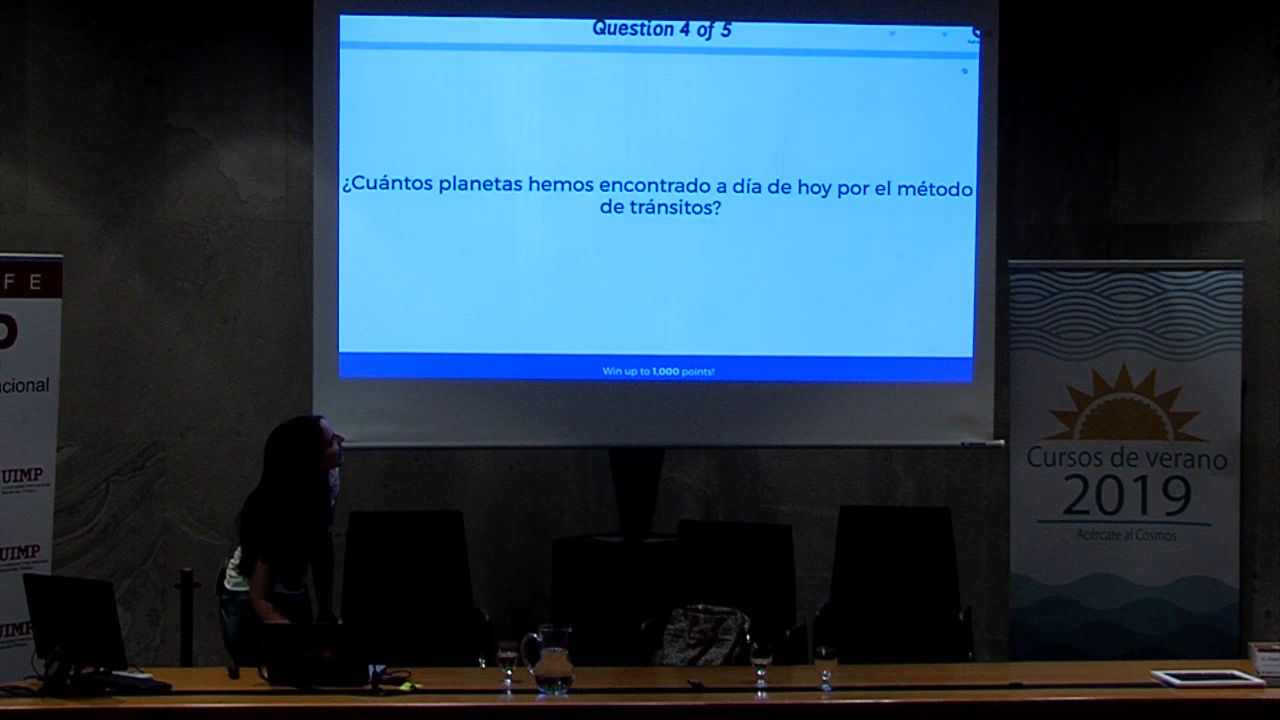 Question 4 of 5
¿Cuántos planetas hemos encontrado a día de hoy por el método
de tránsitos?
Win up to 1,000 points!
F E
P
acional
UIMP
UIMP
UIMP
Cursos de verano
2019
Acércate al Cosmos